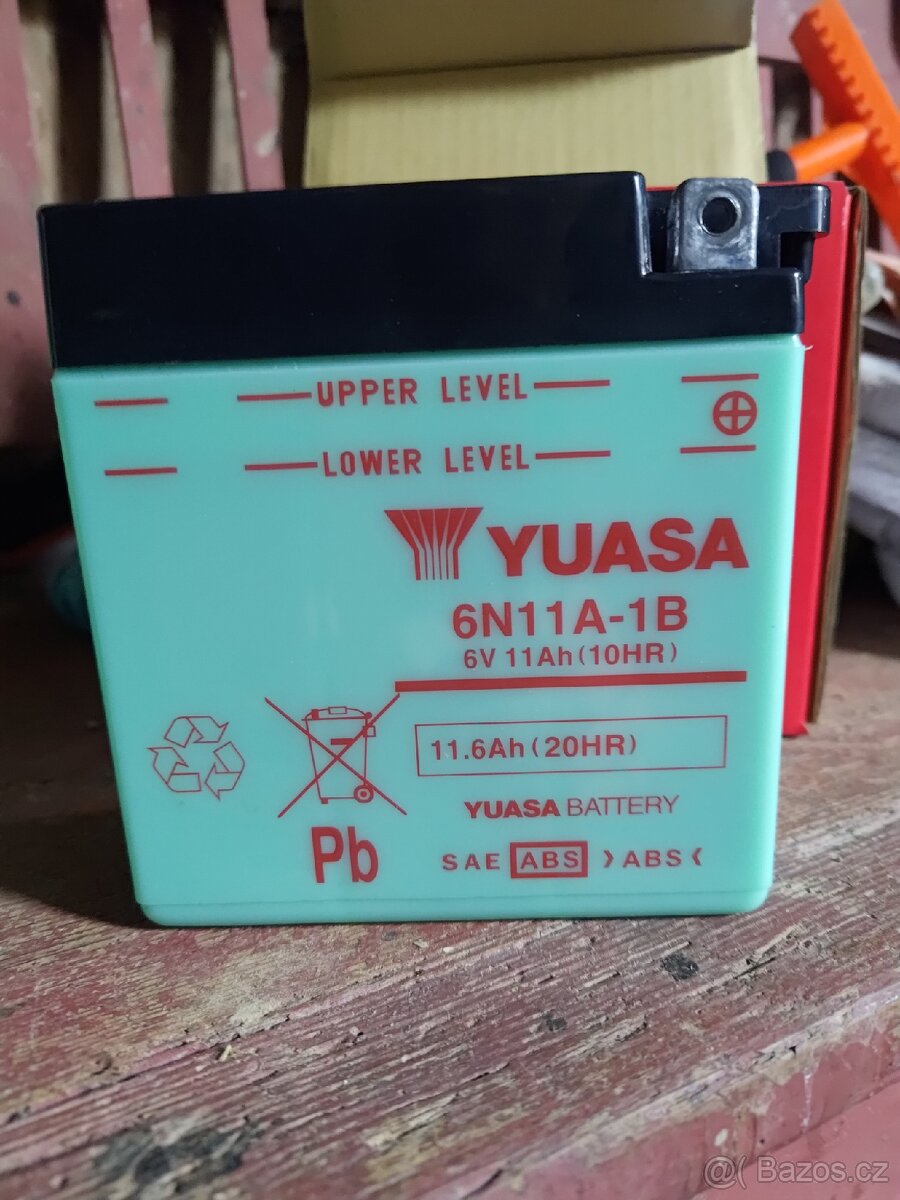 UPPER LEVEL
LOWER LEVEL
YUASA
6N11A-1B
6V 11Ah(10HR)
11.6Ah(20HR)
YUASA BATTERY
Pb
SAE ABS >ABS<
@( Bazos.cz